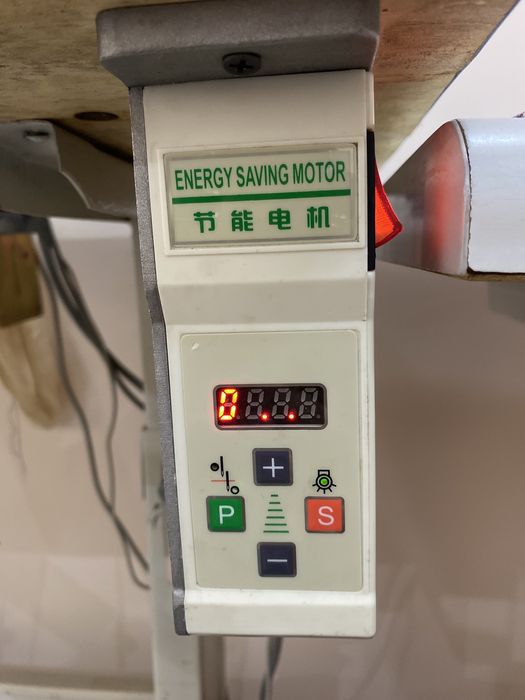 ENERGY SAVING MOTOR
节能电机
+
P
S
−